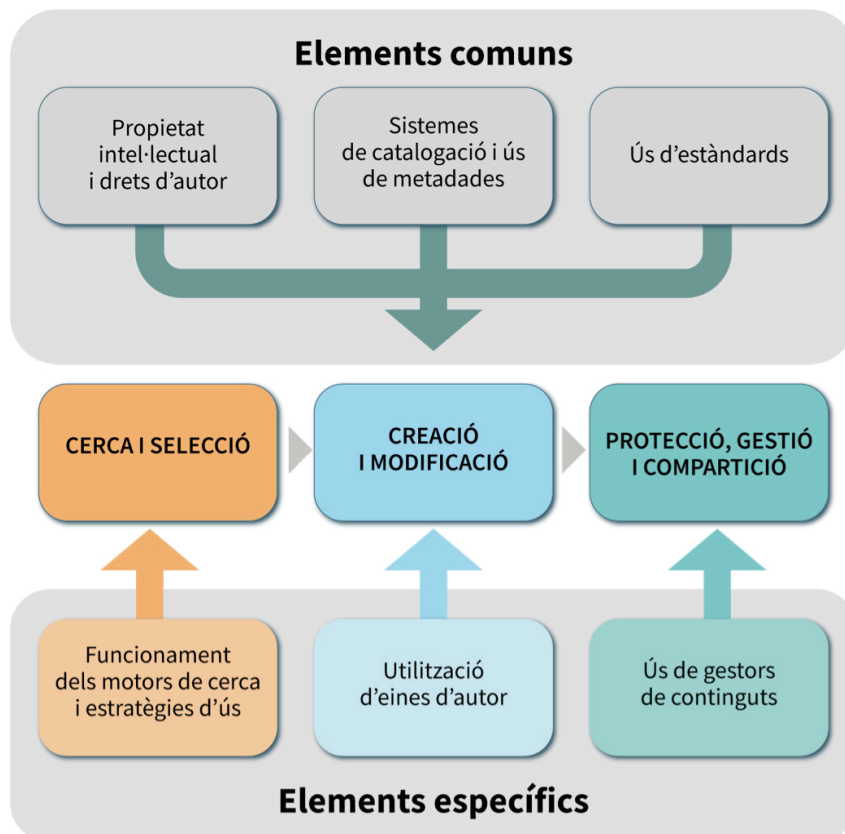 Elements comuns
Propietat
intel·lectual
i drets d’autor
Sistemes
de catalogació i ús
de metadades
Ús d’estàndards
CERCA I SELECCIÓ
CREACIÓ
I MODIFICACIÓ
PROTECCIÓ, GESTIÓ
I COMPARTICIÓ
Funcionament
dels motors de cerca
i estratègies d’ús
Utilització
d’eines d’autor
Ús de gestors
de continguts
Elements específics